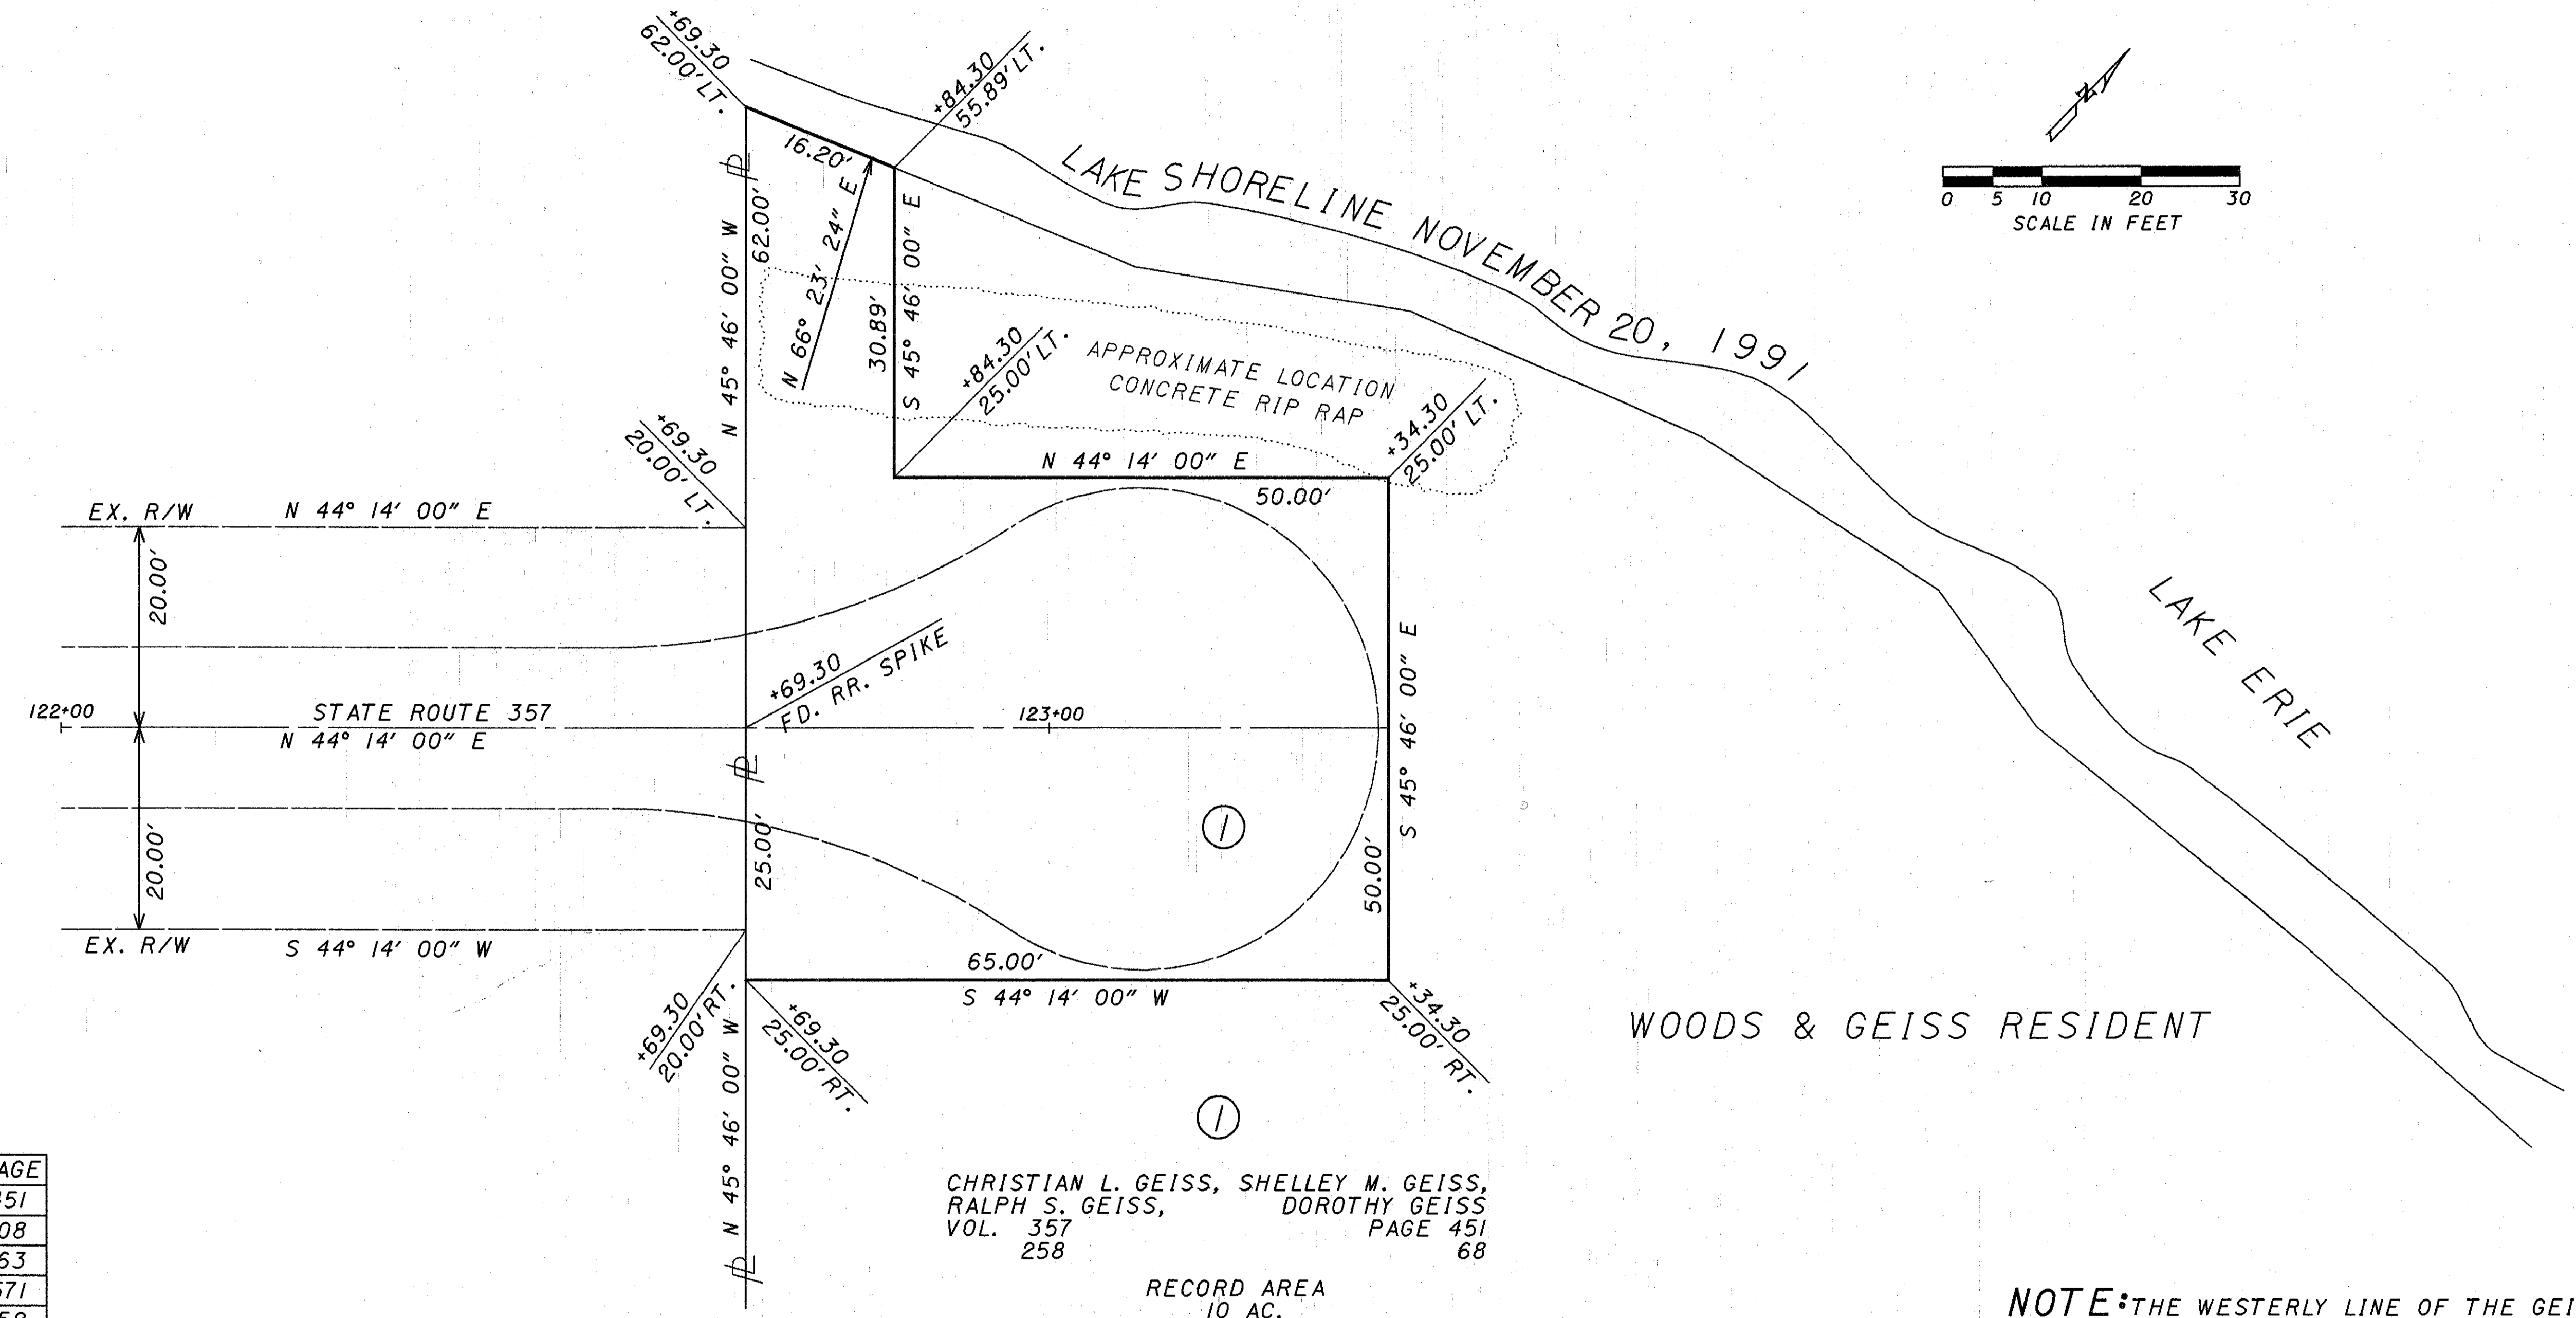 +69.30
62.00' LT.
+84.30
55.89' LT.
N
0 5 10 20 30
SCALE IN FEET
16.20'
N 66° 23' 24" E
62.00'
N 45° 46' 00" W
30.89'
S 45° 46' 00" E
LAKE SHORELINE NOVEMBER 20, 1991
+84.30
25.00' LT.
APPROXIMATE LOCATION
CONCRETE RIP RAP
+34.30
25.00' LT.
+69.30
20.00' LT.
N 44° 14' 00" E
50.00'
EX. R/W N 44° 14' 00" E
20.00'
LAKE ERIE
+69.30
FD. RR. SPIKE
S 45° 46' 00" E
122+00
STATE ROUTE 357
123+00
N 44° 14' 00" E
PL
PL
1
25.00'
50.00'
20.00'
EX. R/W S 44° 14' 00" W
65.00'
S 44° 14' 00" W
+69.30
20.00' RT.
+69.30
25.00' RT.
+34.30
25.00' RT.
WOODS & GEISS RESIDENT
N 45° 46' 00" W
PL
1
CHRISTIAN L. GEISS, SHELLEY M. GEISS,
RALPH S. GEISS, DOROTHY GEISS
VOL. 357 PAGE 451
258 68
RECORD AREA
10 AC.
AGE
51
08
63
571
NOTE: THE WESTERLY LINE OF THE GEI